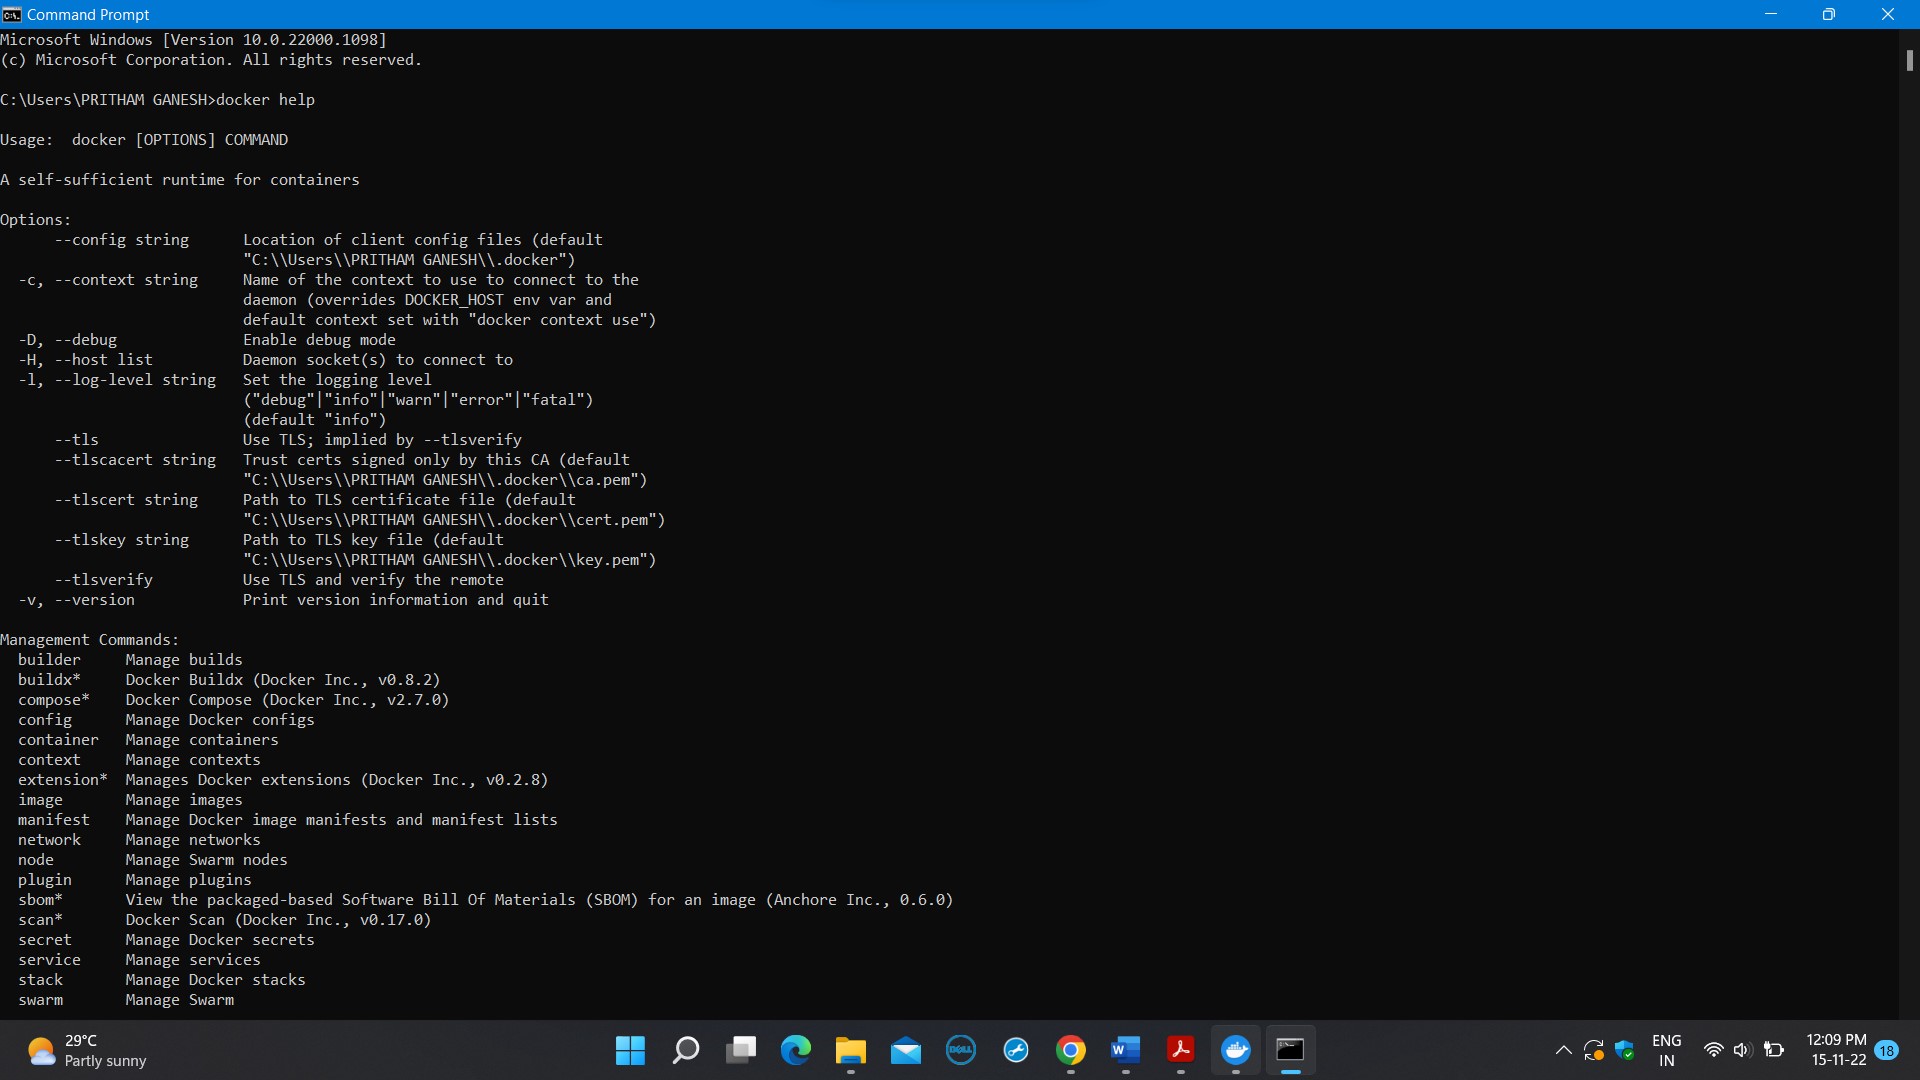 Command Prompt
Microsoft Windows [Version 10.0.22000.1098]
(c) Microsoft Corporation. All rights reserved.
C:\Users\PRITHAM GANESH>docker help
Usage:  docker [OPTIONS] COMMAND
A self-sufficient runtime for containers
Options:
      --config string      Location of client config files (default
                           "C:\\Users\\PRITHAM GANESH\\.docker")
  -c, --context string     Name of the context to use to connect to the
                           daemon (overrides DOCKER_HOST env var and
                           default context set with "docker context use")
  -D, --debug              Enable debug mode
  -H, --host list          Daemon socket(s) to connect to
  -l, --log-level string   Set the logging level
                           ("debug"|"info"|"warn"|"error"|"fatal")
                           (default "info")
      --tls                Use TLS; implied by --tlsverify
      --tlscacert string   Trust certs signed only by this CA (default
                           "C:\\Users\\PRITHAM GANESH\\.docker\\ca.pem")
      --tlscert string     Path to TLS certificate file (default
                           "C:\\Users\\PRITHAM GANESH\\.docker\\cert.pem")
      --tlskey string      Path to TLS key file (default
                           "C:\\Users\\PRITHAM GANESH\\.docker\\key.pem")
      --tlsverify          Use TLS and verify the remote
  -v, --version            Print version information and quit
Management Commands:
  builder     Manage builds
  buildx*     Docker Buildx (Docker Inc., v0.8.2)
  compose*    Docker Compose (Docker Inc., v2.7.0)
  config      Manage Docker configs
  container   Manage containers
  context     Manage contexts
  extension*  Manages Docker extensions (Docker Inc., v0.2.8)
  image       Manage images
  manifest    Manage Docker image manifests and manifest lists
  network     Manage networks
  node        Manage Swarm nodes
  plugin      Manage plugins
  sbom*       View the packaged-based Software Bill Of Materials (SBOM) for an image (Anchore Inc., 0.6.0)
  scan*       Docker Scan (Docker Inc., v0.17.0)
  secret      Manage Docker secrets
  service     Manage services
  stack       Manage Docker stacks
  swarm       Manage Swarm
29°C
Partly sunny
DELL
W
ENG
IN
12:09 PM
15-11-22
18